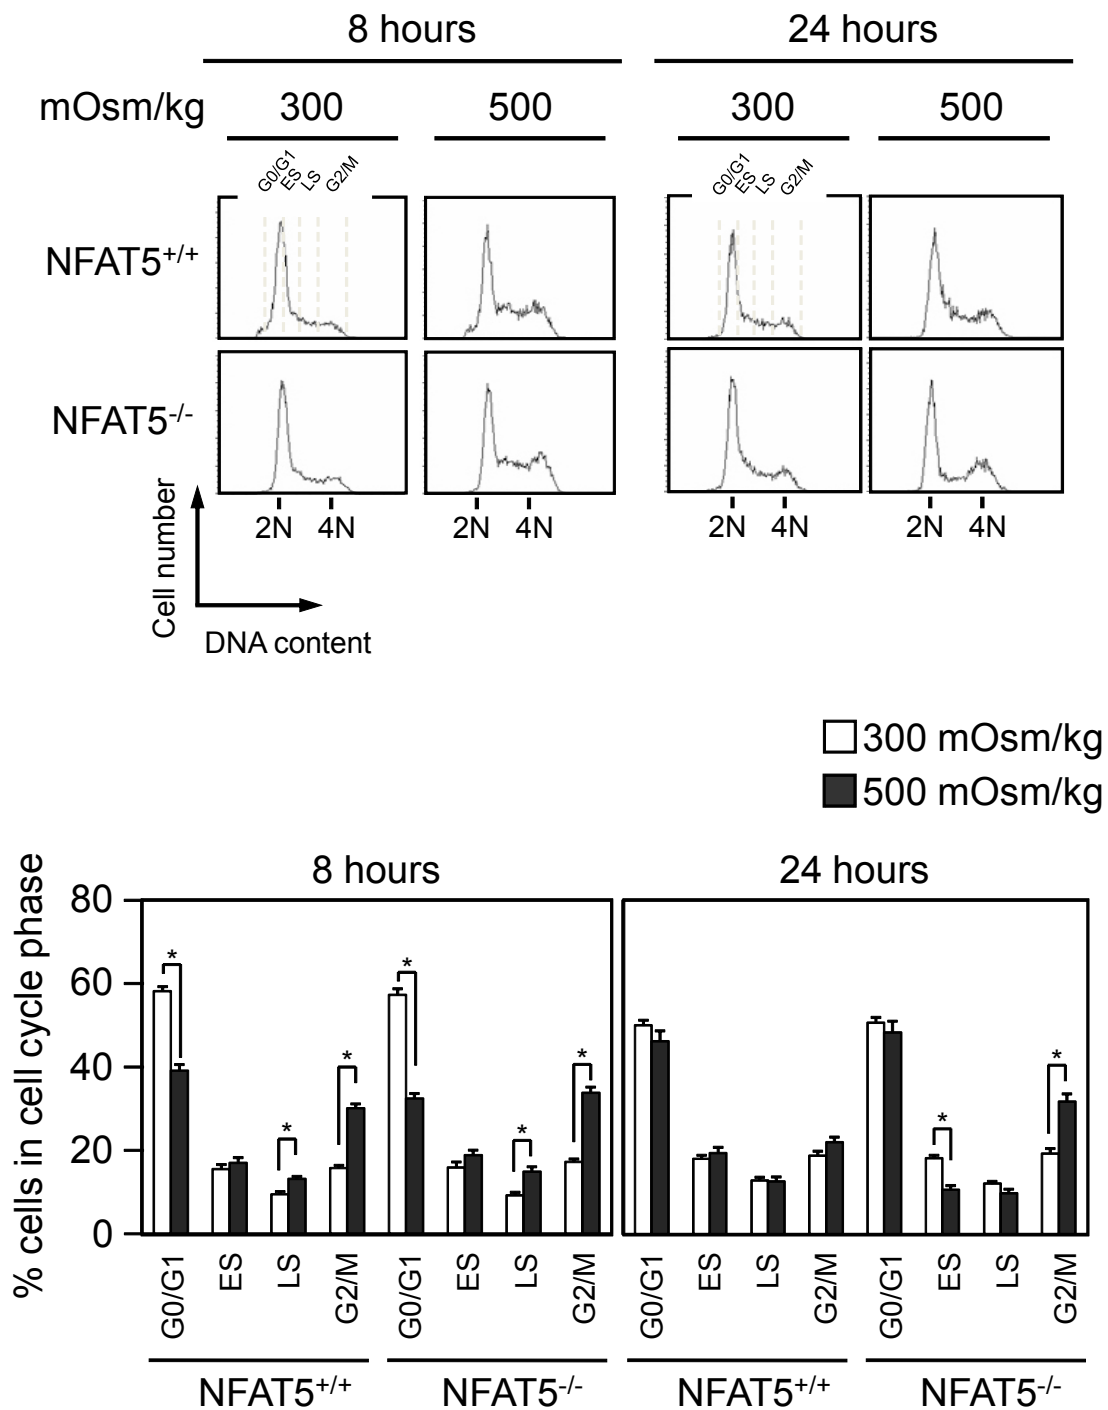 8 hours 24 hours
mOsm/kg 300 500 300 500
G0/G1 ES LS G2/M G0/G1 ES LS G2/M
NFAT5+/+
NFAT5-/-
2N 4N 2N 4N 2N 4N 2N 4N
Cell number
DNA content
300 mOsm/kg
500 mOsm/kg
8 hours 24 hours
% cells in cell cycle phase
80
60
40
20
0
* * * * * * * *
G0/G1 ES LS G2/M G0/G1 ES LS G2/M G0/G1 ES LS G2/M G0/G1 ES LS G2/M
NFAT5+/+ NFAT5-/- NFAT5+/+ NFAT5-/-